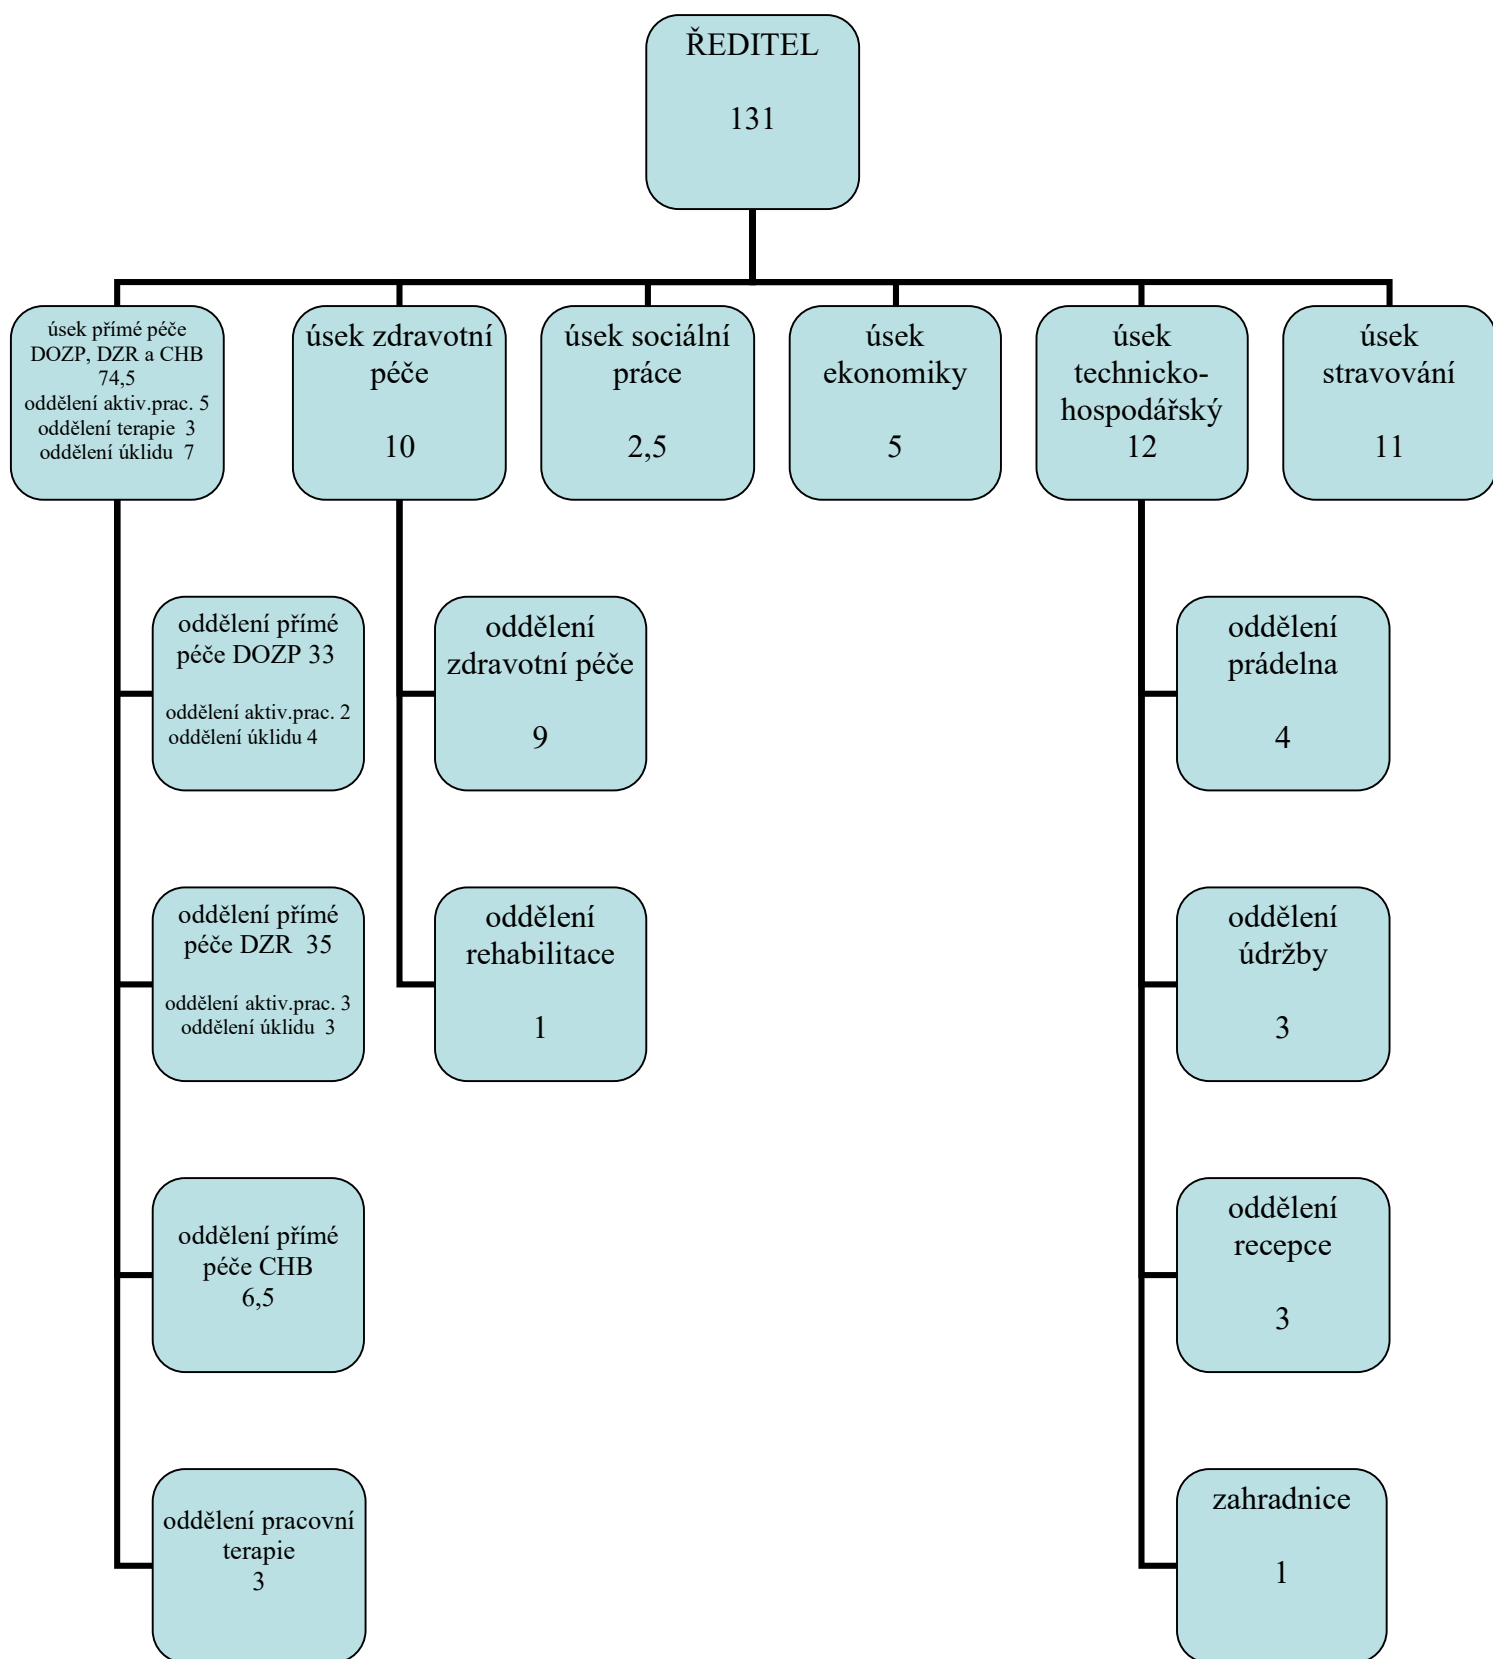 ŘEDITEL
131
úsek přímé péče
DOZP, DZR a CHB
74,5
oddělení aktiv.prac. 5
oddělení terapie 3
oddělení úklidu 7
úsek zdravotní
péče
10
úsek sociální
práce
2,5
úsek
ekonomiky
5
úsek
technicko-
hospodářský
12
úsek
stravování
11
oddělení přímé
péče DOZP 33
oddělení aktiv.prac. 2
oddělení úklidu 4
oddělení
zdravotní péče
9
oddělení
prádelna
4
oddělení přímé
péče DZR 35
oddělení aktiv.prac. 3
oddělení úklidu 3
oddělení
rehabilitace
1
oddělení
údržby
3
oddělení přímé
péče CHB
6,5
oddělení
recepce
3
oddělení pracovní
terapie
3
zahradnice
1